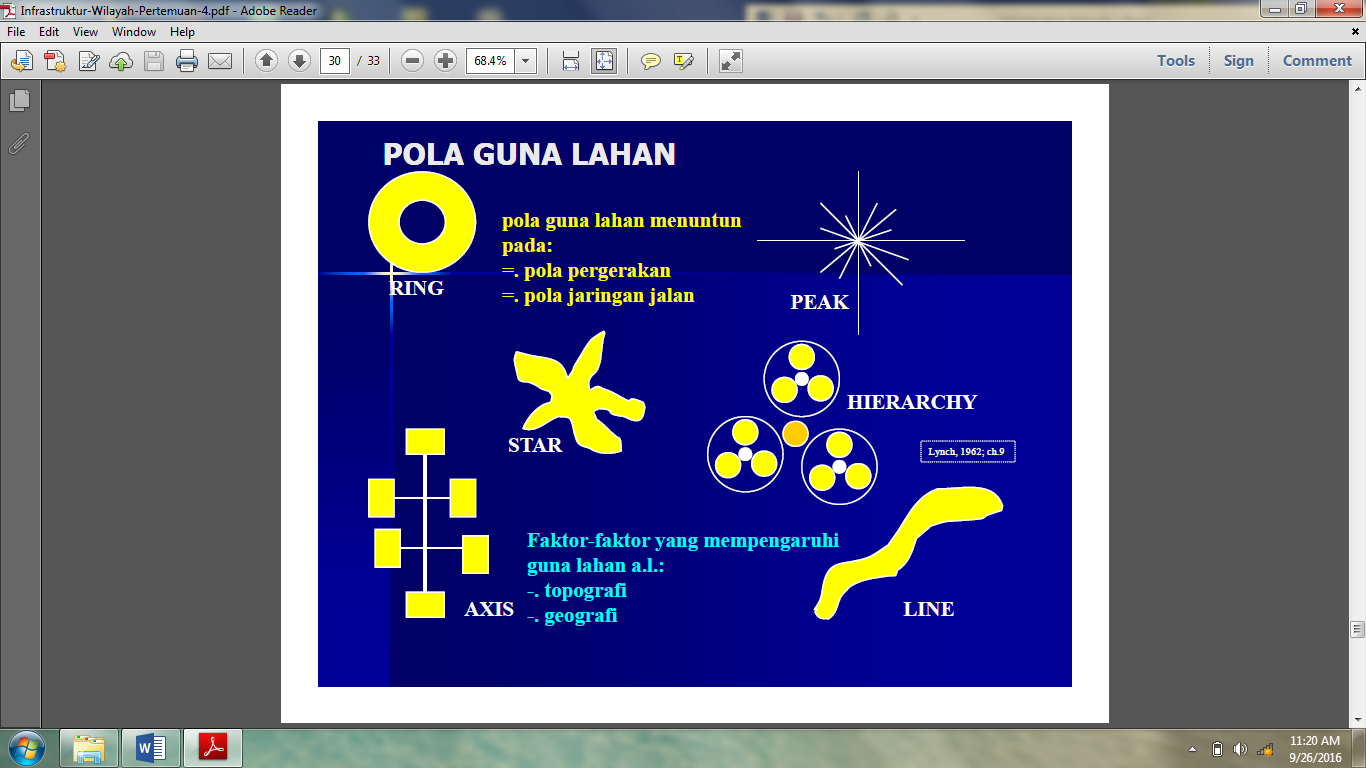 Infrastruktur-Wilayah-Pertemuan-4.pdf - Adobe Reader
File Edit View Window Help
30 / 33 68.4% Tools Sign Comment
POLA GUNA LAHAN
pola guna lahan menuntun
pada:
=. pola pergerakan
=. pola jaringan jalan
RING
PEAK
STAR
HIERARCHY
Lynch, 1962; ch.9
Faktor-faktor yang mempengaruhi
guna lahan a.l.:
-. topografi
-. geografi
AXIS
LINE
11:20 AM
9/26/2016